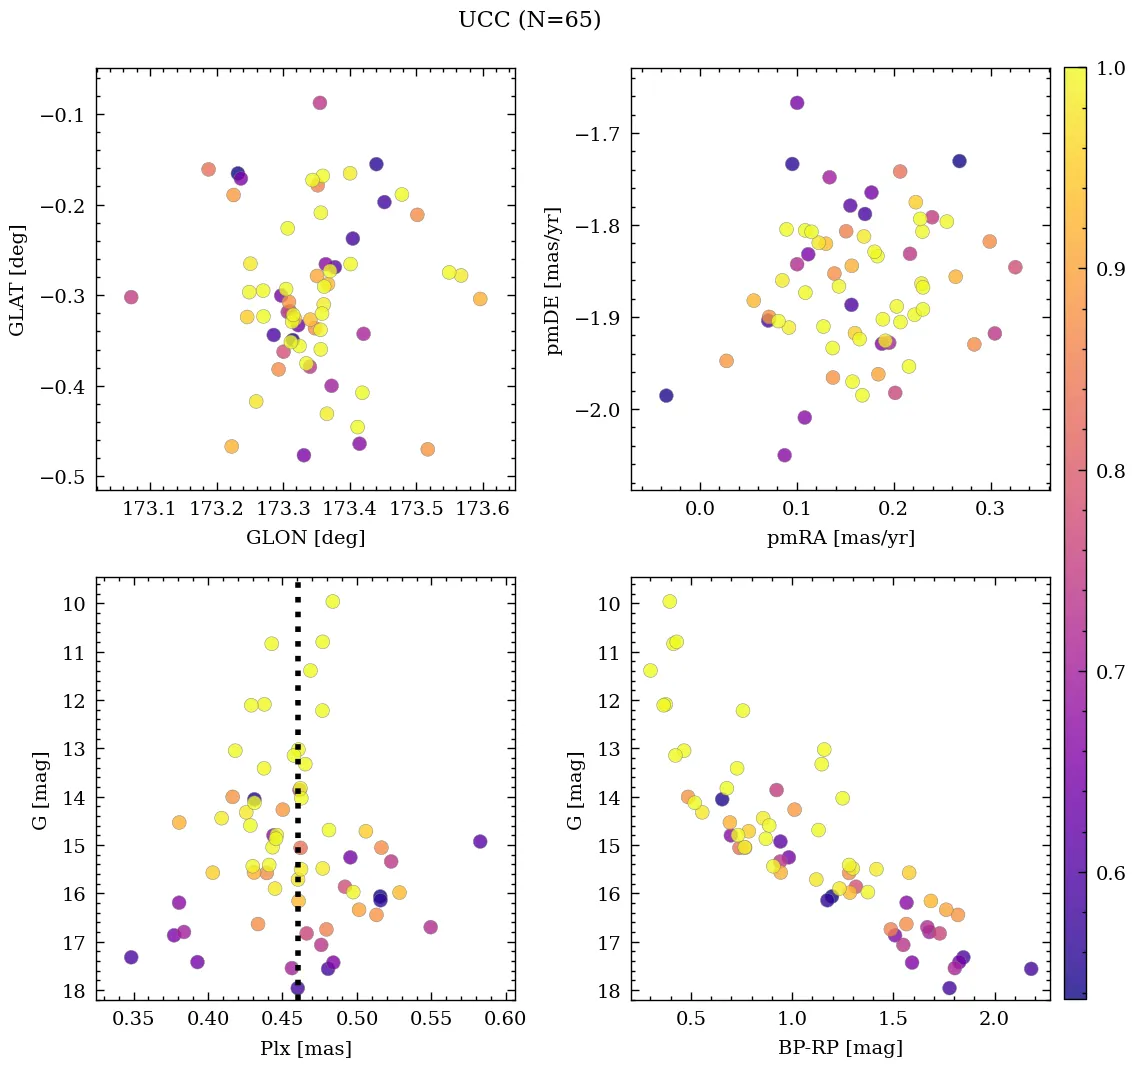 UCC (N=65)
−0.1
−0.2
−0.3
−0.4
−0.5
GLAT [deg]
173.1 173.2 173.3 173.4 173.5 173.6
GLON [deg]
−1.7
−1.8
−1.9
−2.0
pmDE [mas/yr]
0.0 0.1 0.2 0.3
pmRA [mas/yr]
1.0
0.9
0.8
0.7
0.6
10
11
12
13
14
15
16
17
18
G [mag]
0.35 0.40 0.45 0.50 0.55 0.60
Plx [mas]
10
11
12
13
14
15
16
17
18
G [mag]
0.5 1.0 1.5 2.0
BP-RP [mag]